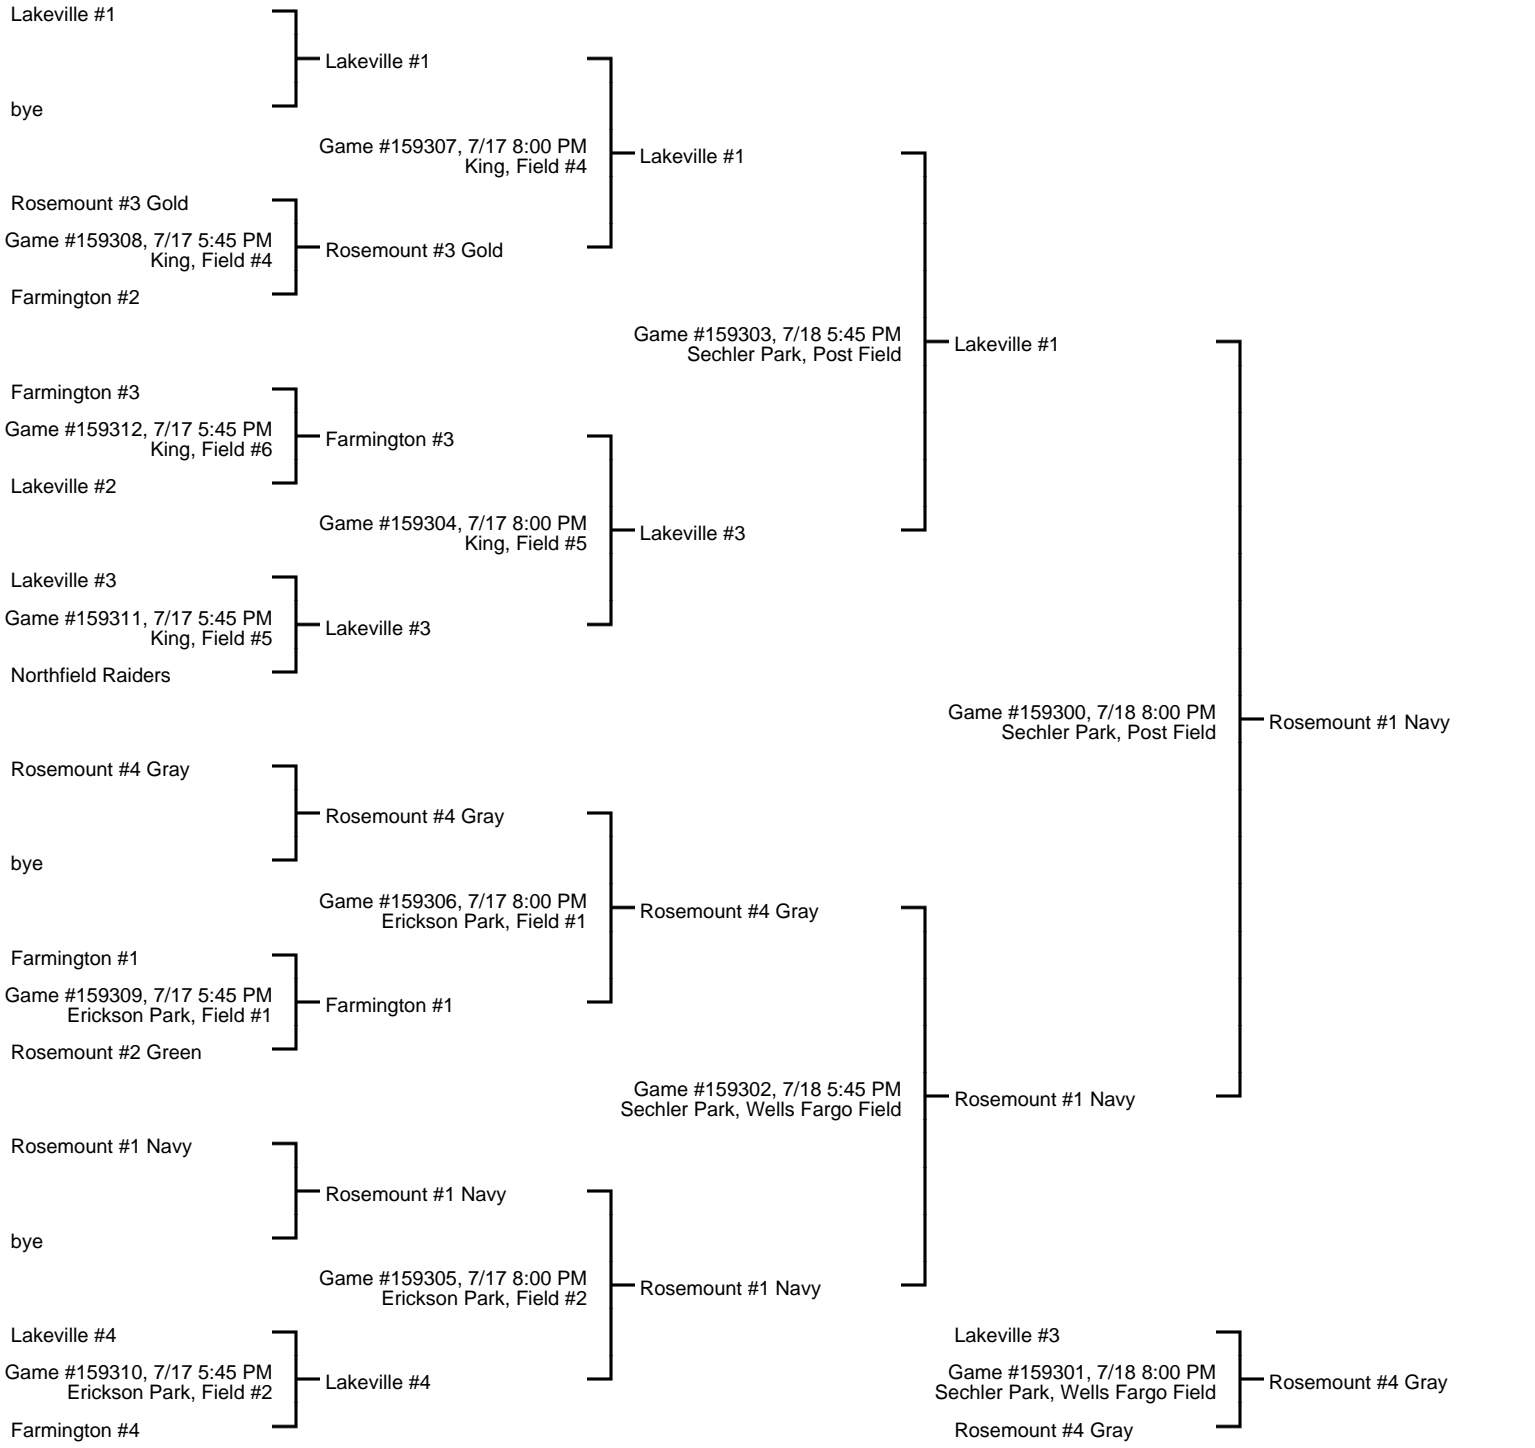 Lakeville #1
Lakeville #1
bye
Game #159307, 7/17 8:00 PM
King, Field #4
Lakeville #1
Rosemount #3 Gold
Game #159308, 7/17 5:45 PM
King, Field #4
Rosemount #3 Gold
Farmington #2
Game #159303, 7/18 5:45 PM
Sechler Park, Post Field
Lakeville #1
Farmington #3
Game #159312, 7/17 5:45 PM
King, Field #6
Farmington #3
Lakeville #2
Game #159304, 7/17 8:00 PM
King, Field #5
Lakeville #3
Lakeville #3
Game #159311, 7/17 5:45 PM
King, Field #5
Lakeville #3
Northfield Raiders
Game #159300, 7/18 8:00 PM
Sechler Park, Post Field
Rosemount #1 Navy
Rosemount #4 Gray
Rosemount #4 Gray
bye
Game #159306, 7/17 8:00 PM
Erickson Park, Field #1
Rosemount #4 Gray
Farmington #1
Game #159309, 7/17 5:45 PM
Erickson Park, Field #1
Farmington #1
Rosemount #2 Green
Game #159302, 7/18 5:45 PM
Sechler Park, Wells Fargo Field
Rosemount #1 Navy
Rosemount #1 Navy
Rosemount #1 Navy
bye
Game #159305, 7/17 8:00 PM
Erickson Park, Field #2
Rosemount #1 Navy
Lakeville #4
Game #159310, 7/17 5:45 PM
Erickson Park, Field #2
Lakeville #4
Farmington #4
Lakeville #3
Game #159301, 7/18 8:00 PM
Sechler Park, Wells Fargo Field
Rosemount #4 Gray
Rosemount #4 Gray